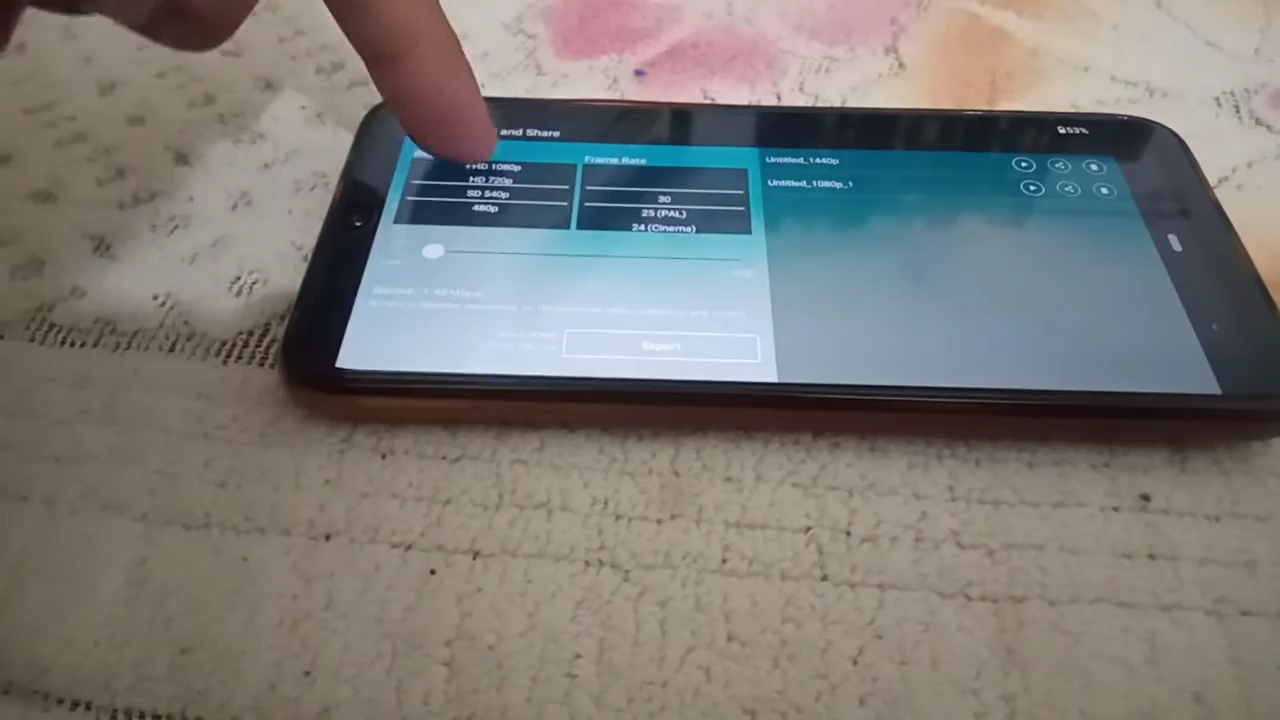 and Share
53%
FHD 1080p
HD 720p
SD 540p
480p
Frame Rate
30
25 (PAL)
24 (Cinema)
Export
Untitled_1440p
Untitled_1080p_1